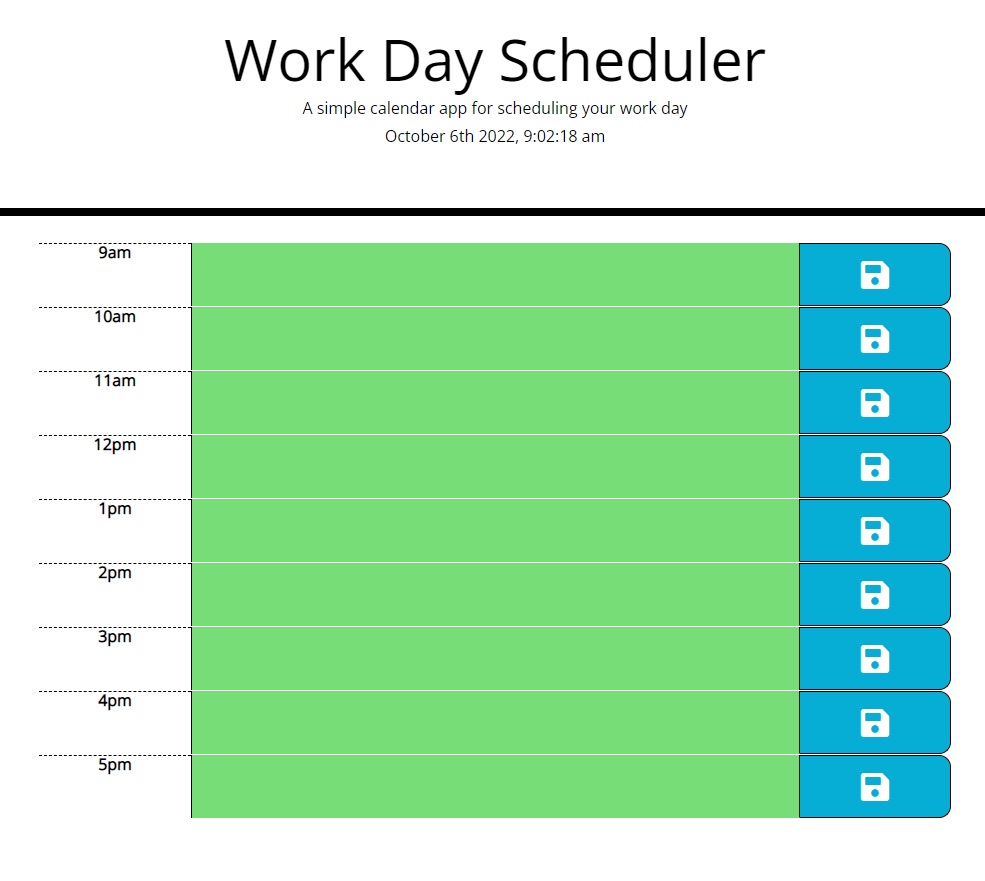 Work Day Scheduler
A simple calendar app for scheduling your work day
October 6th 2022, 9:02:18 am
9am
10am
11am
12pm
1pm
2pm
3pm
4pm
5pm